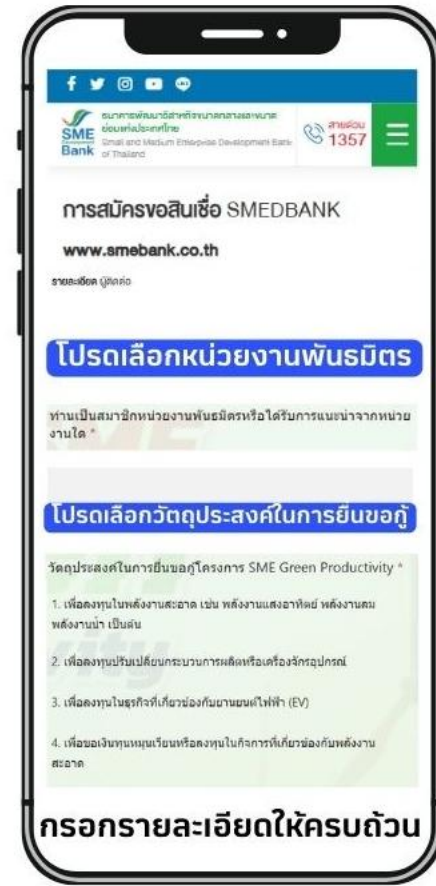 ธนาคารพัฒนาวิสาหกิจขนาดกลางและขนาด
ย่อมแห่งประเทศไทย
Small and Medium Enterprise Development Bank
of Thailand
SME
Bank
สายด่วน
1357
การสมัครขอสินเชื่อ SMEDBANK
www.smebank.co.th
รายละเอียด ผู้ติดต่อ
โปรดเลือกหน่วยงานพันธมิตร
ท่านเป็นสมาชิกหน่วยงานพันธมิตรหรือได้รับการแนะนำจากหน่วย
งานใด *
โปรดเลือกวัตถุประสงค์ในการยื่นขอกู้
วัตถุประสงค์ในการยื่นขอกู้โครงการ SME Green Productivity *
1. เพื่อลงทุนในพลังงานสะอาด เช่น พลังงานแสงอาทิตย์ พลังงานลม
พลังงานน้ำ เป็นต้น
2. เพื่อลงทุนปรับเปลี่ยนกระบวนการผลิตหรือเครื่องจักรอุปกรณ์
3. เพื่อลงทุนในธุรกิจที่เกี่ยวข้องกับยานยนต์ไฟฟ้า (EV)
4. เพื่อขอเงินทุนหมุนเวียนหรือลงทุนในกิจการที่เกี่ยวข้องกับพลังงาน
สะอาด
กรอกรายละเอียดให้ครบถ้วน